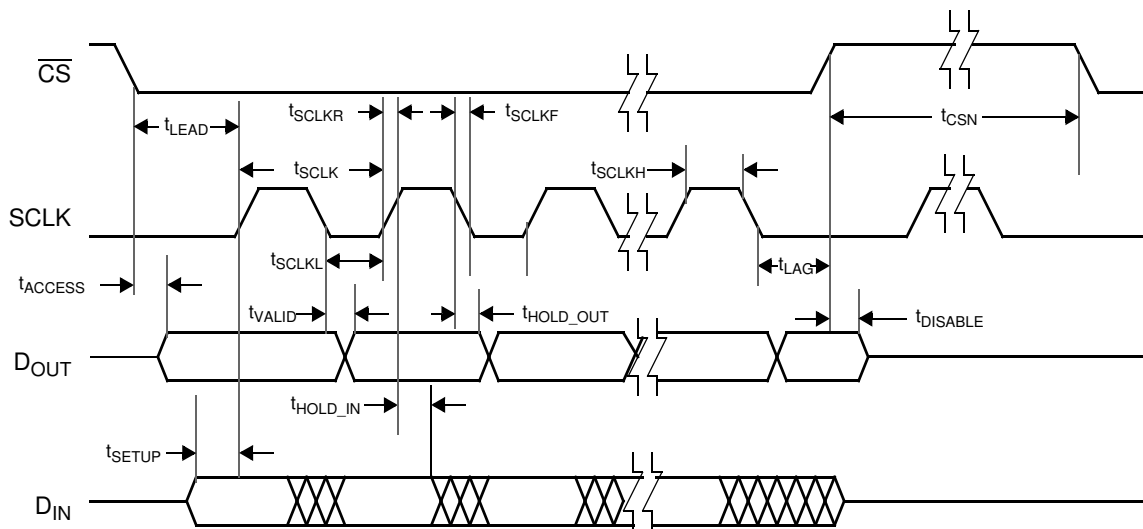 CS
tLEAD
tSCLKR
tSCLKF
tCSN
tSCLK
tSCLKH
SCLK
tSCLKL
tLAG
tACCESS
tVALID
tHOLD_OUT
tDISABLE
DOUT
tHOLD_IN
tSETUP
DIN